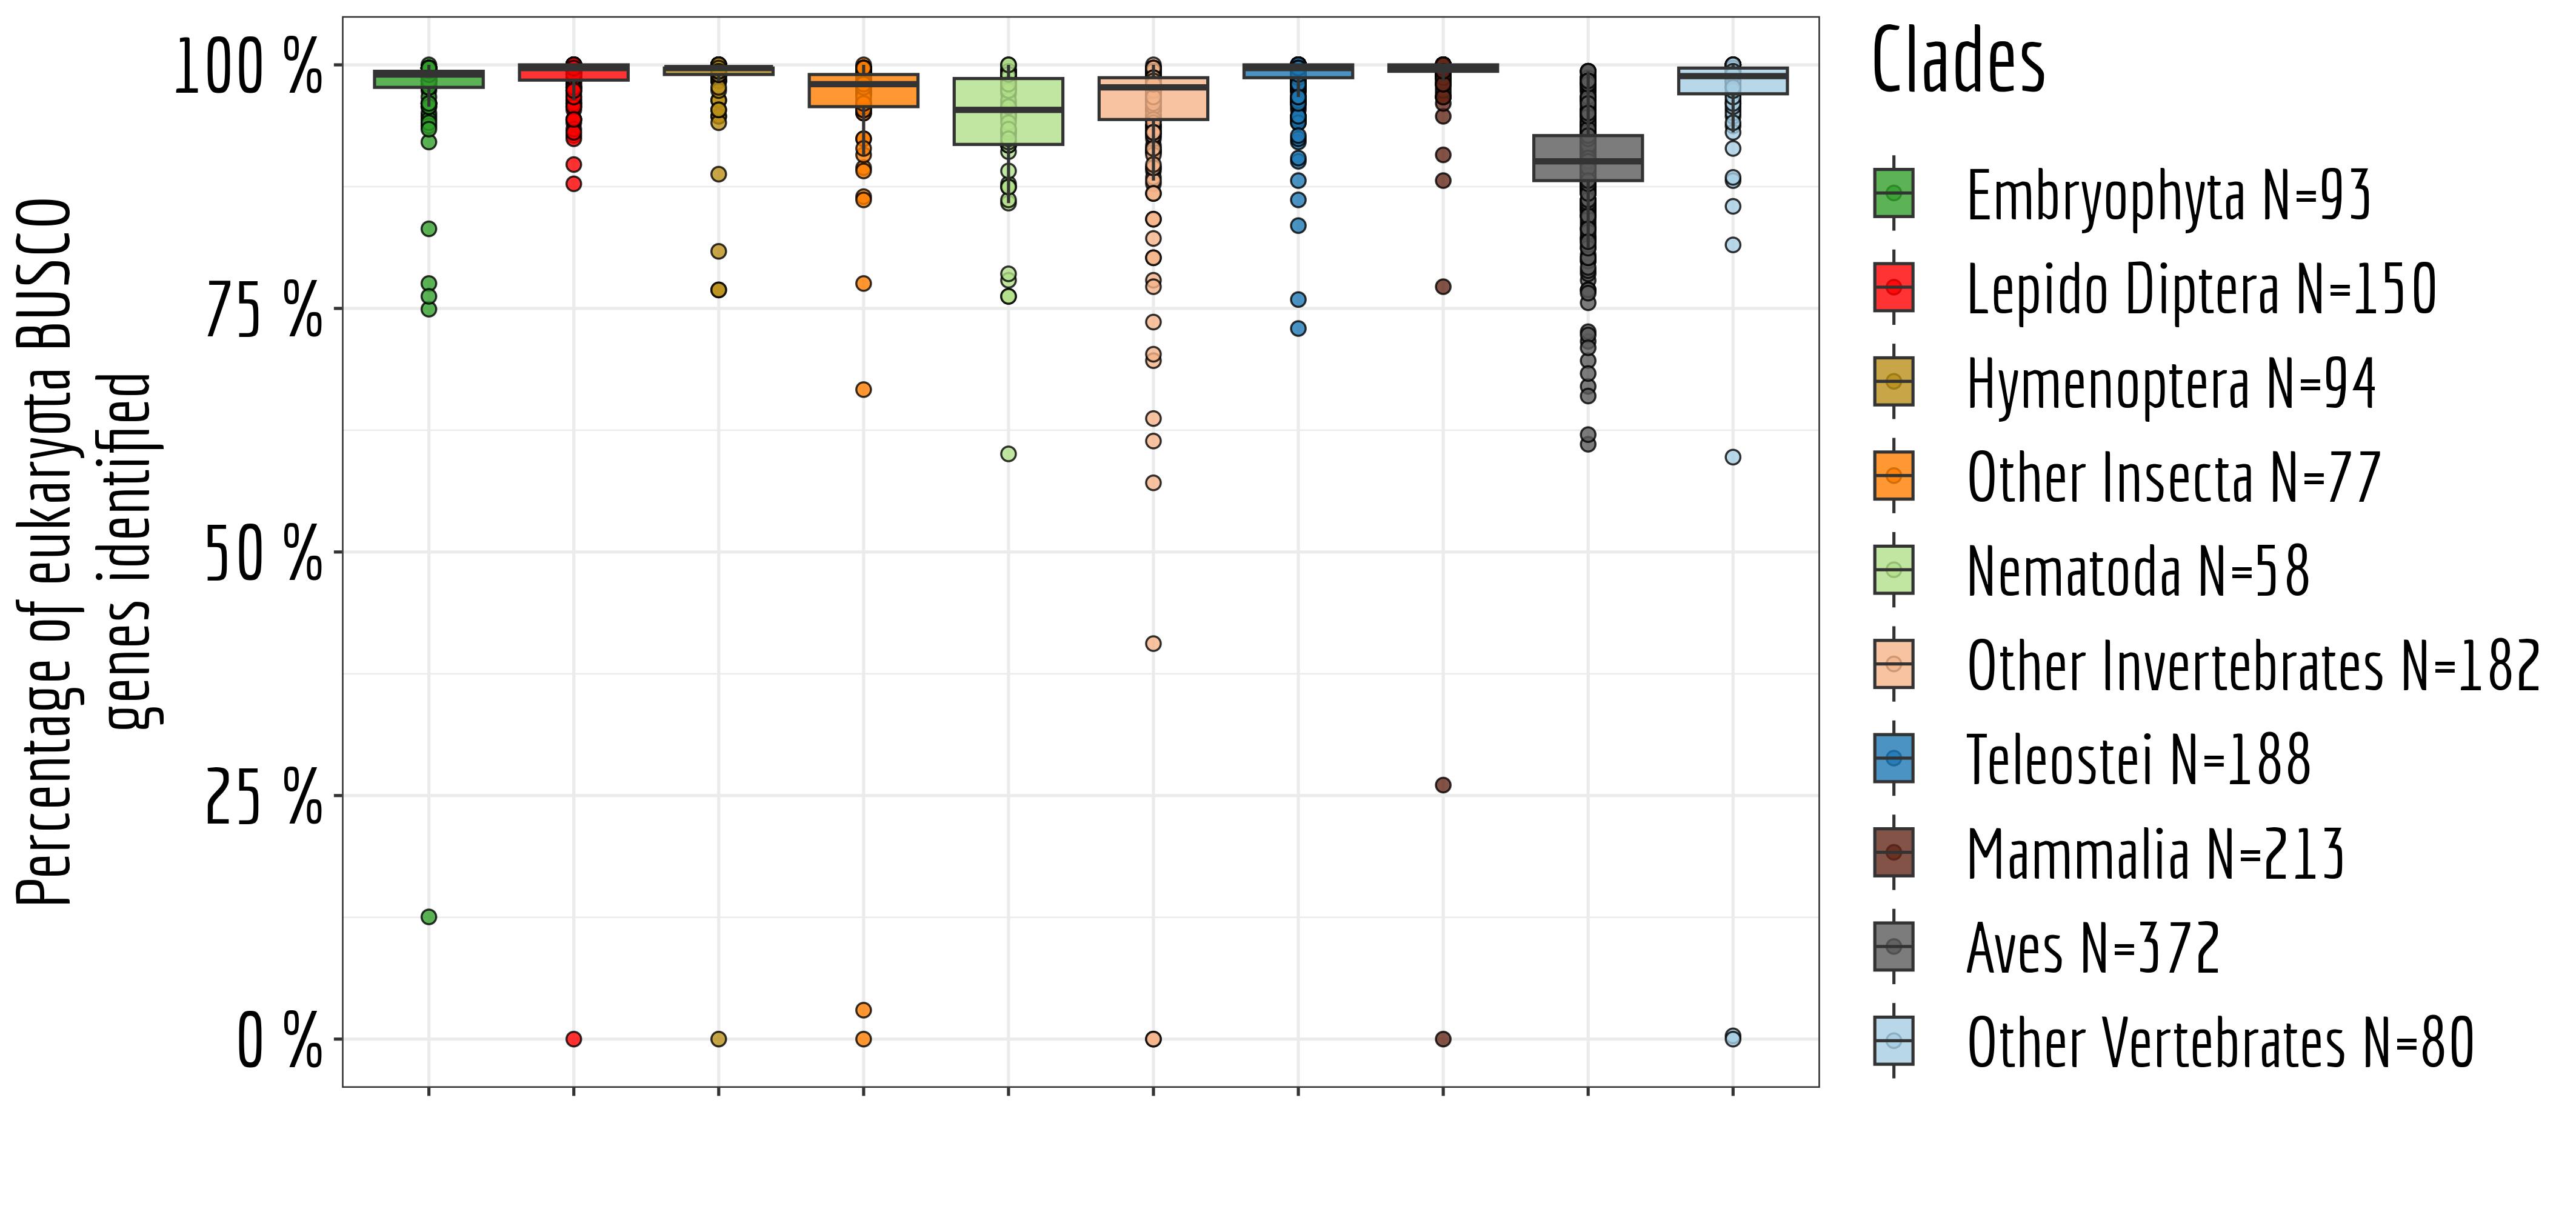 Percentage of eukaryota BUSCO
genes identified
100 %
75 %
50 %
25 %
0 %
Clades
Embryophyta N=93
Lepido Diptera N=150
Hymenoptera N=94
Other Insecta N=77
Nematoda N=58
Other Invertebrates N=182
Teleostei N=188
Mammalia N=213
Aves N=372
Other Vertebrates N=80